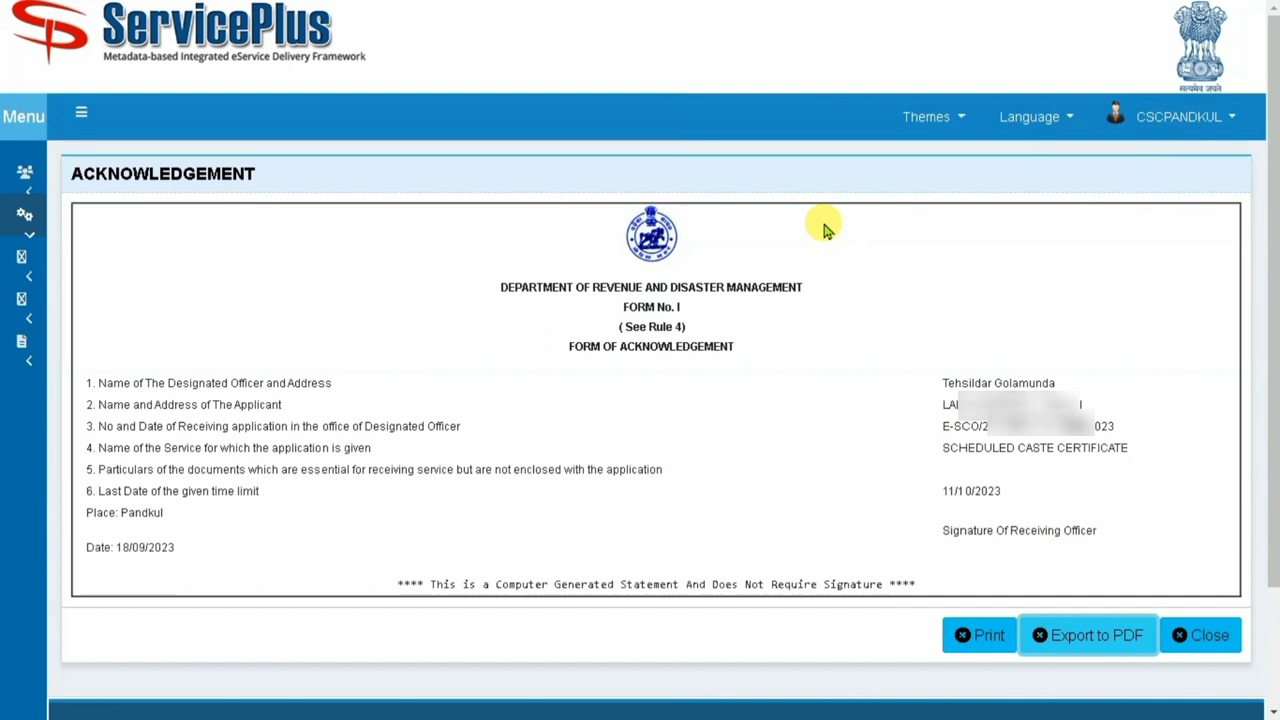 ServicePlus
Metadata-based Integrated eService Delivery Framework
सत्यमेव जयते
Menu
Themes
Language
CSCPANDKUL
ACKNOWLEDGEMENT
DEPARTMENT OF REVENUE AND DISASTER MANAGEMENT
FORM No. I
( See Rule 4)
FORM OF ACKNOWLEDGEMENT
1. Name of The Designated Officer and Address Tehsildar Golamunda
2. Name and Address of The Applicant
3. No and Date of Receiving application in the office of Designated Officer E-SCO/2 023
4. Name of the Service for which the application is given SCHEDULED CASTE CERTIFICATE
5. Particulars of the documents which are essential for receiving service but are not enclosed with the application
6. Last Date of the given time limit 11/10/2023
Place: Pandkul
Signature Of Receiving Officer
Date: 18/09/2023
**** This is a Computer Generated Statement And Does Not Require Signature ****
Print Export to PDF Close